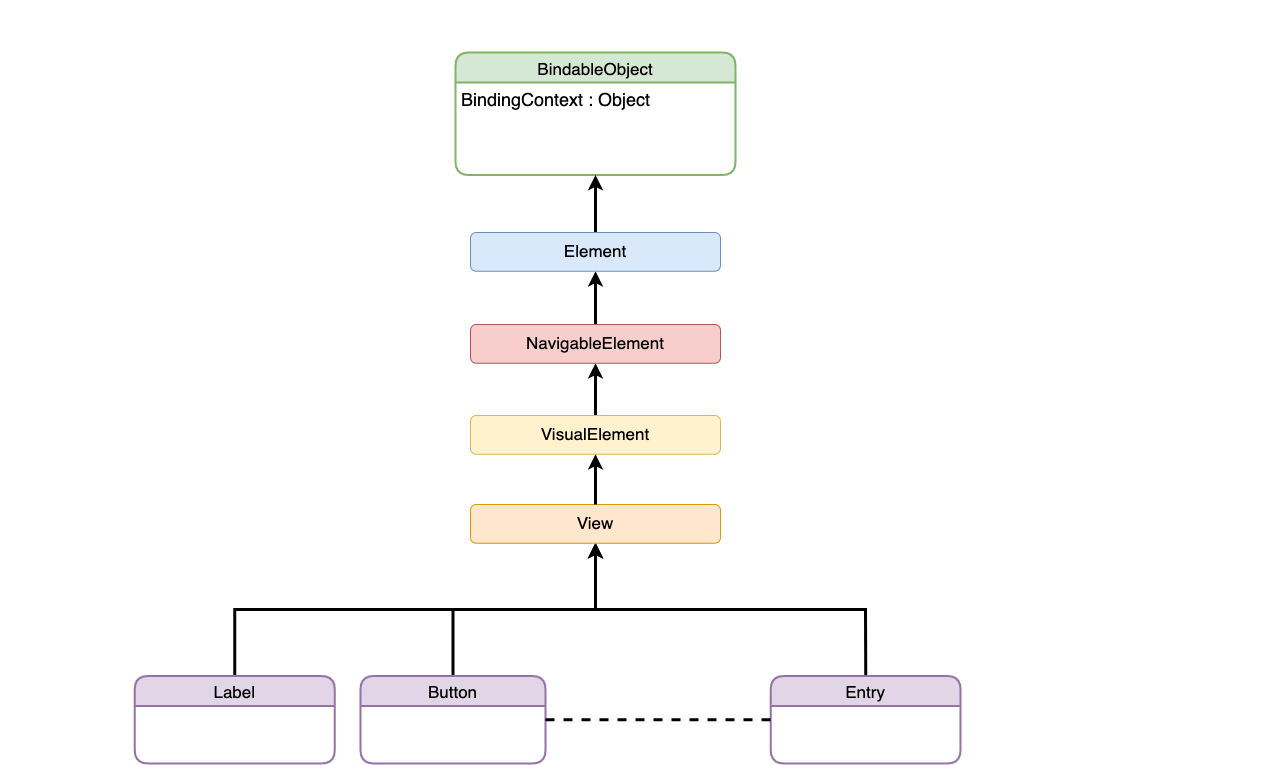 BindableObject
BindingContext : Object
Element
NavigableElement
VisualElement
View
Label
Button
Entry